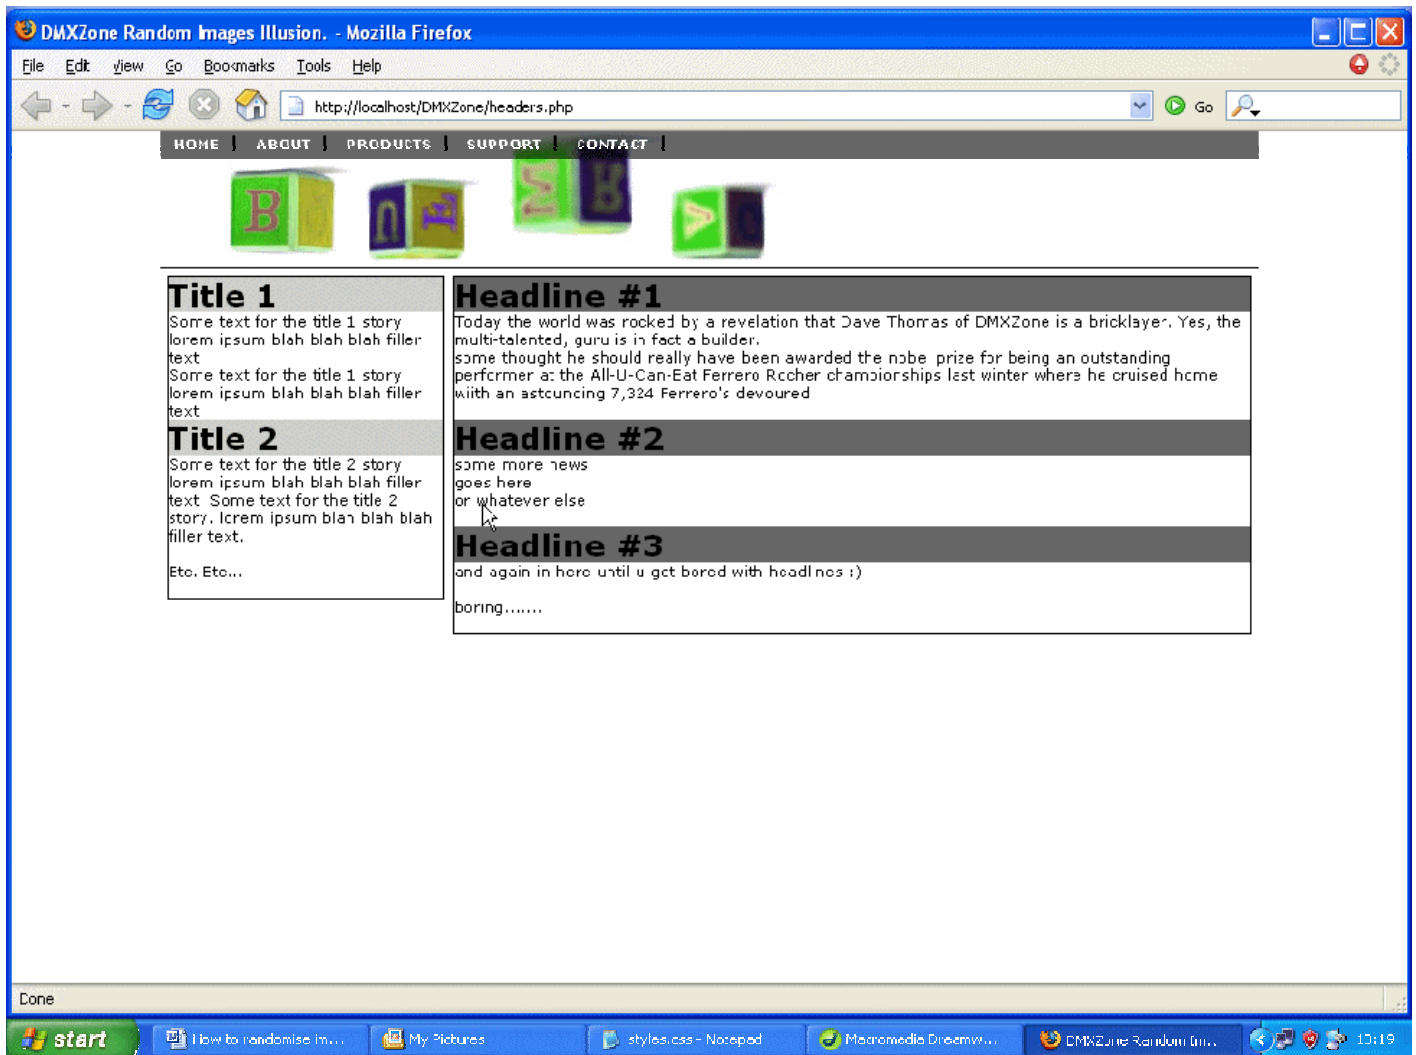 DMXZone Random Images Illusion. - Mozilla Firefox
File Edit View Go Bookmarks Tools Help
http://localhost/DMXZone/headers.php Go
HOME | ABOUT | PRODUCTS | SUPPORT | CONTACT |
B U E M R V
Title 1
Some text for the title 1 story
lorem ipsum blah blah blah filler
text
Some text for the title 1 story
lorem ipsum blah blah blah filler
text
Title 2
Some text for the title 2 story
lorem ipsum blah blah blah filler
text. Some text for the title 2
story. lorem ipsum blah blah blah
filler text.
Etc. Etc...
Headline #1
Today the world was rocked by a revelation that Dave Thomas of DMXZone is a bricklayer. Yes, the
multi-talented, guru is in fact a builder.
some thought he should really have been awarded the nobel prize for being an outstanding
performer at the All-U-Can-Eat Ferrero Rocher championships last winter where he cruised home
wiith an astounding 7,324 Ferrero's devoured
Headline #2
some more news
goes here
or whatever else
Headline #3
and again in here until u get bored with headlines :)
boring.......
Done
start How to randomise im... My Pictures styles.css - Notepad Macromedia Dreamw... DMXZone Random Im... 13:19